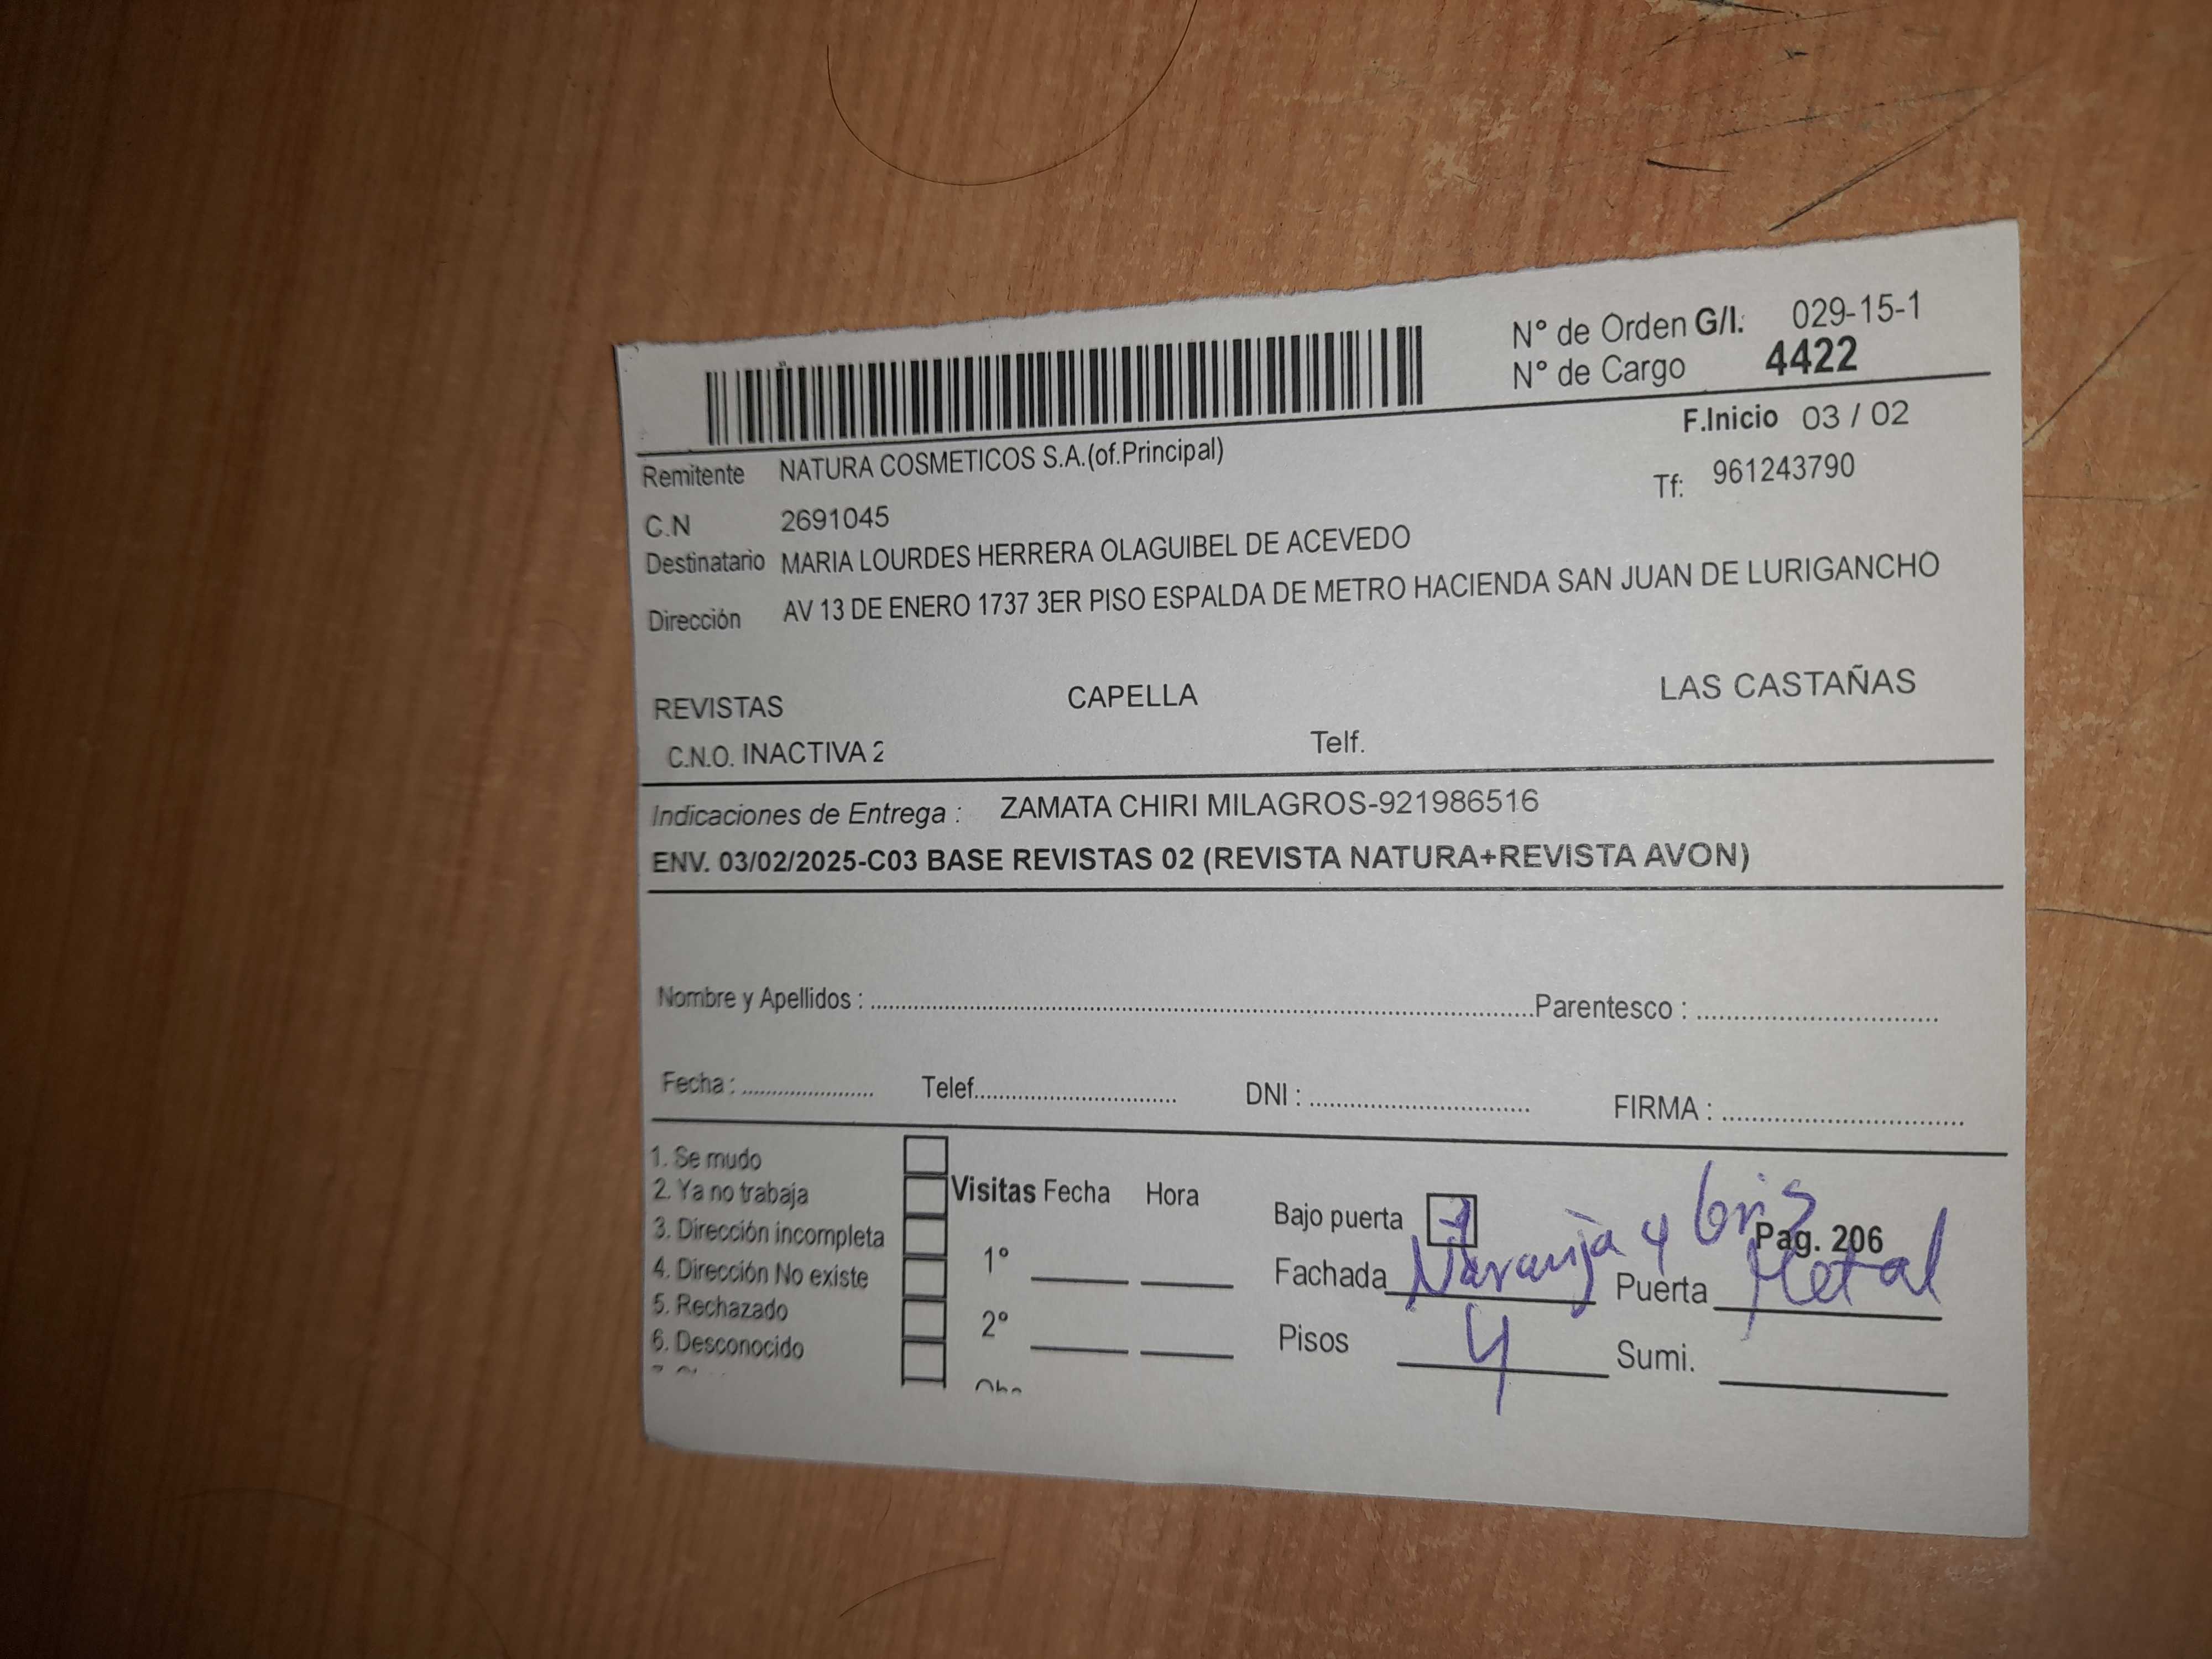 N° de Orden G/I. 029-15-1
N° de Cargo 4422
F.Inicio 03 / 02
Remitente NATURA COSMETICOS S.A.(of.Principal)
Tf: 961243790
C.N 2691045
Destinatario MARIA LOURDES HERRERA OLAGUIBEL DE ACEVEDO
Dirección AV 13 DE ENERO 1737 3ER PISO ESPALDA DE METRO HACIENDA SAN JUAN DE LURIGANCHO
REVISTAS CAPELLA LAS CASTAÑAS
C.N.O. INACTIVA 2 Telf.
Indicaciones de Entrega : ZAMATA CHIRI MILAGROS-921986516
ENV. 03/02/2025-C03 BASE REVISTAS 02 (REVISTA NATURA+REVISTA AVON)
Nombre y Apellidos : Parentesco :
Fecha : Telef. DNI : FIRMA :
1. Se mudo
2. Ya no trabaja
3. Dirección incompleta
4. Dirección No existe
5. Rechazado
6. Desconocido
Visitas Fecha Hora
1°
2°
Bajo puerta
Pag. 206
Fachada Naranja y Gris Puerta Metal
Pisos 4 Sumi.